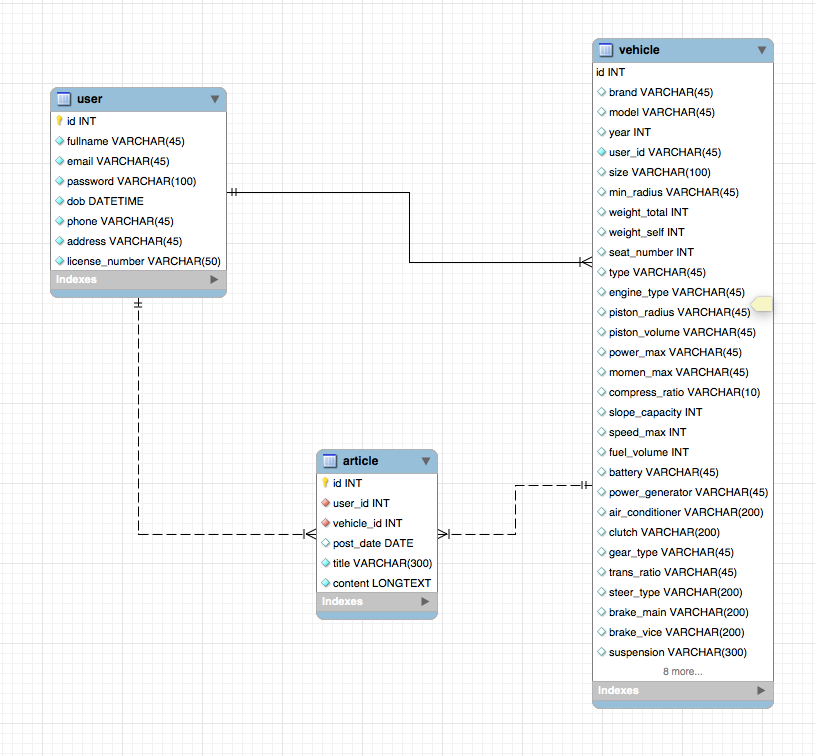 user
id INT
fullname VARCHAR(45)
email VARCHAR(45)
password VARCHAR(100)
dob DATETIME
phone VARCHAR(45)
address VARCHAR(45)
license_number VARCHAR(50)
Indexes
article
id INT
user_id INT
vehicle_id INT
post_date DATE
title VARCHAR(300)
content LONGTEXT
Indexes
vehicle
id INT
brand VARCHAR(45)
model VARCHAR(45)
year INT
user_id VARCHAR(45)
size VARCHAR(100)
min_radius VARCHAR(45)
weight_total INT
weight_self INT
seat_number INT
type VARCHAR(45)
engine_type VARCHAR(45)
piston_radius VARCHAR(45)
piston_volume VARCHAR(45)
power_max VARCHAR(45)
momen_max VARCHAR(45)
compress_ratio VARCHAR(10)
slope_capacity INT
speed_max INT
fuel_volume INT
battery VARCHAR(45)
power_generator VARCHAR(45)
air_conditioner VARCHAR(200)
clutch VARCHAR(200)
gear_type VARCHAR(45)
trans_ratio VARCHAR(45)
steer_type VARCHAR(200)
brake_main VARCHAR(200)
brake_vice VARCHAR(200)
suspension VARCHAR(300)
8 more...
Indexes